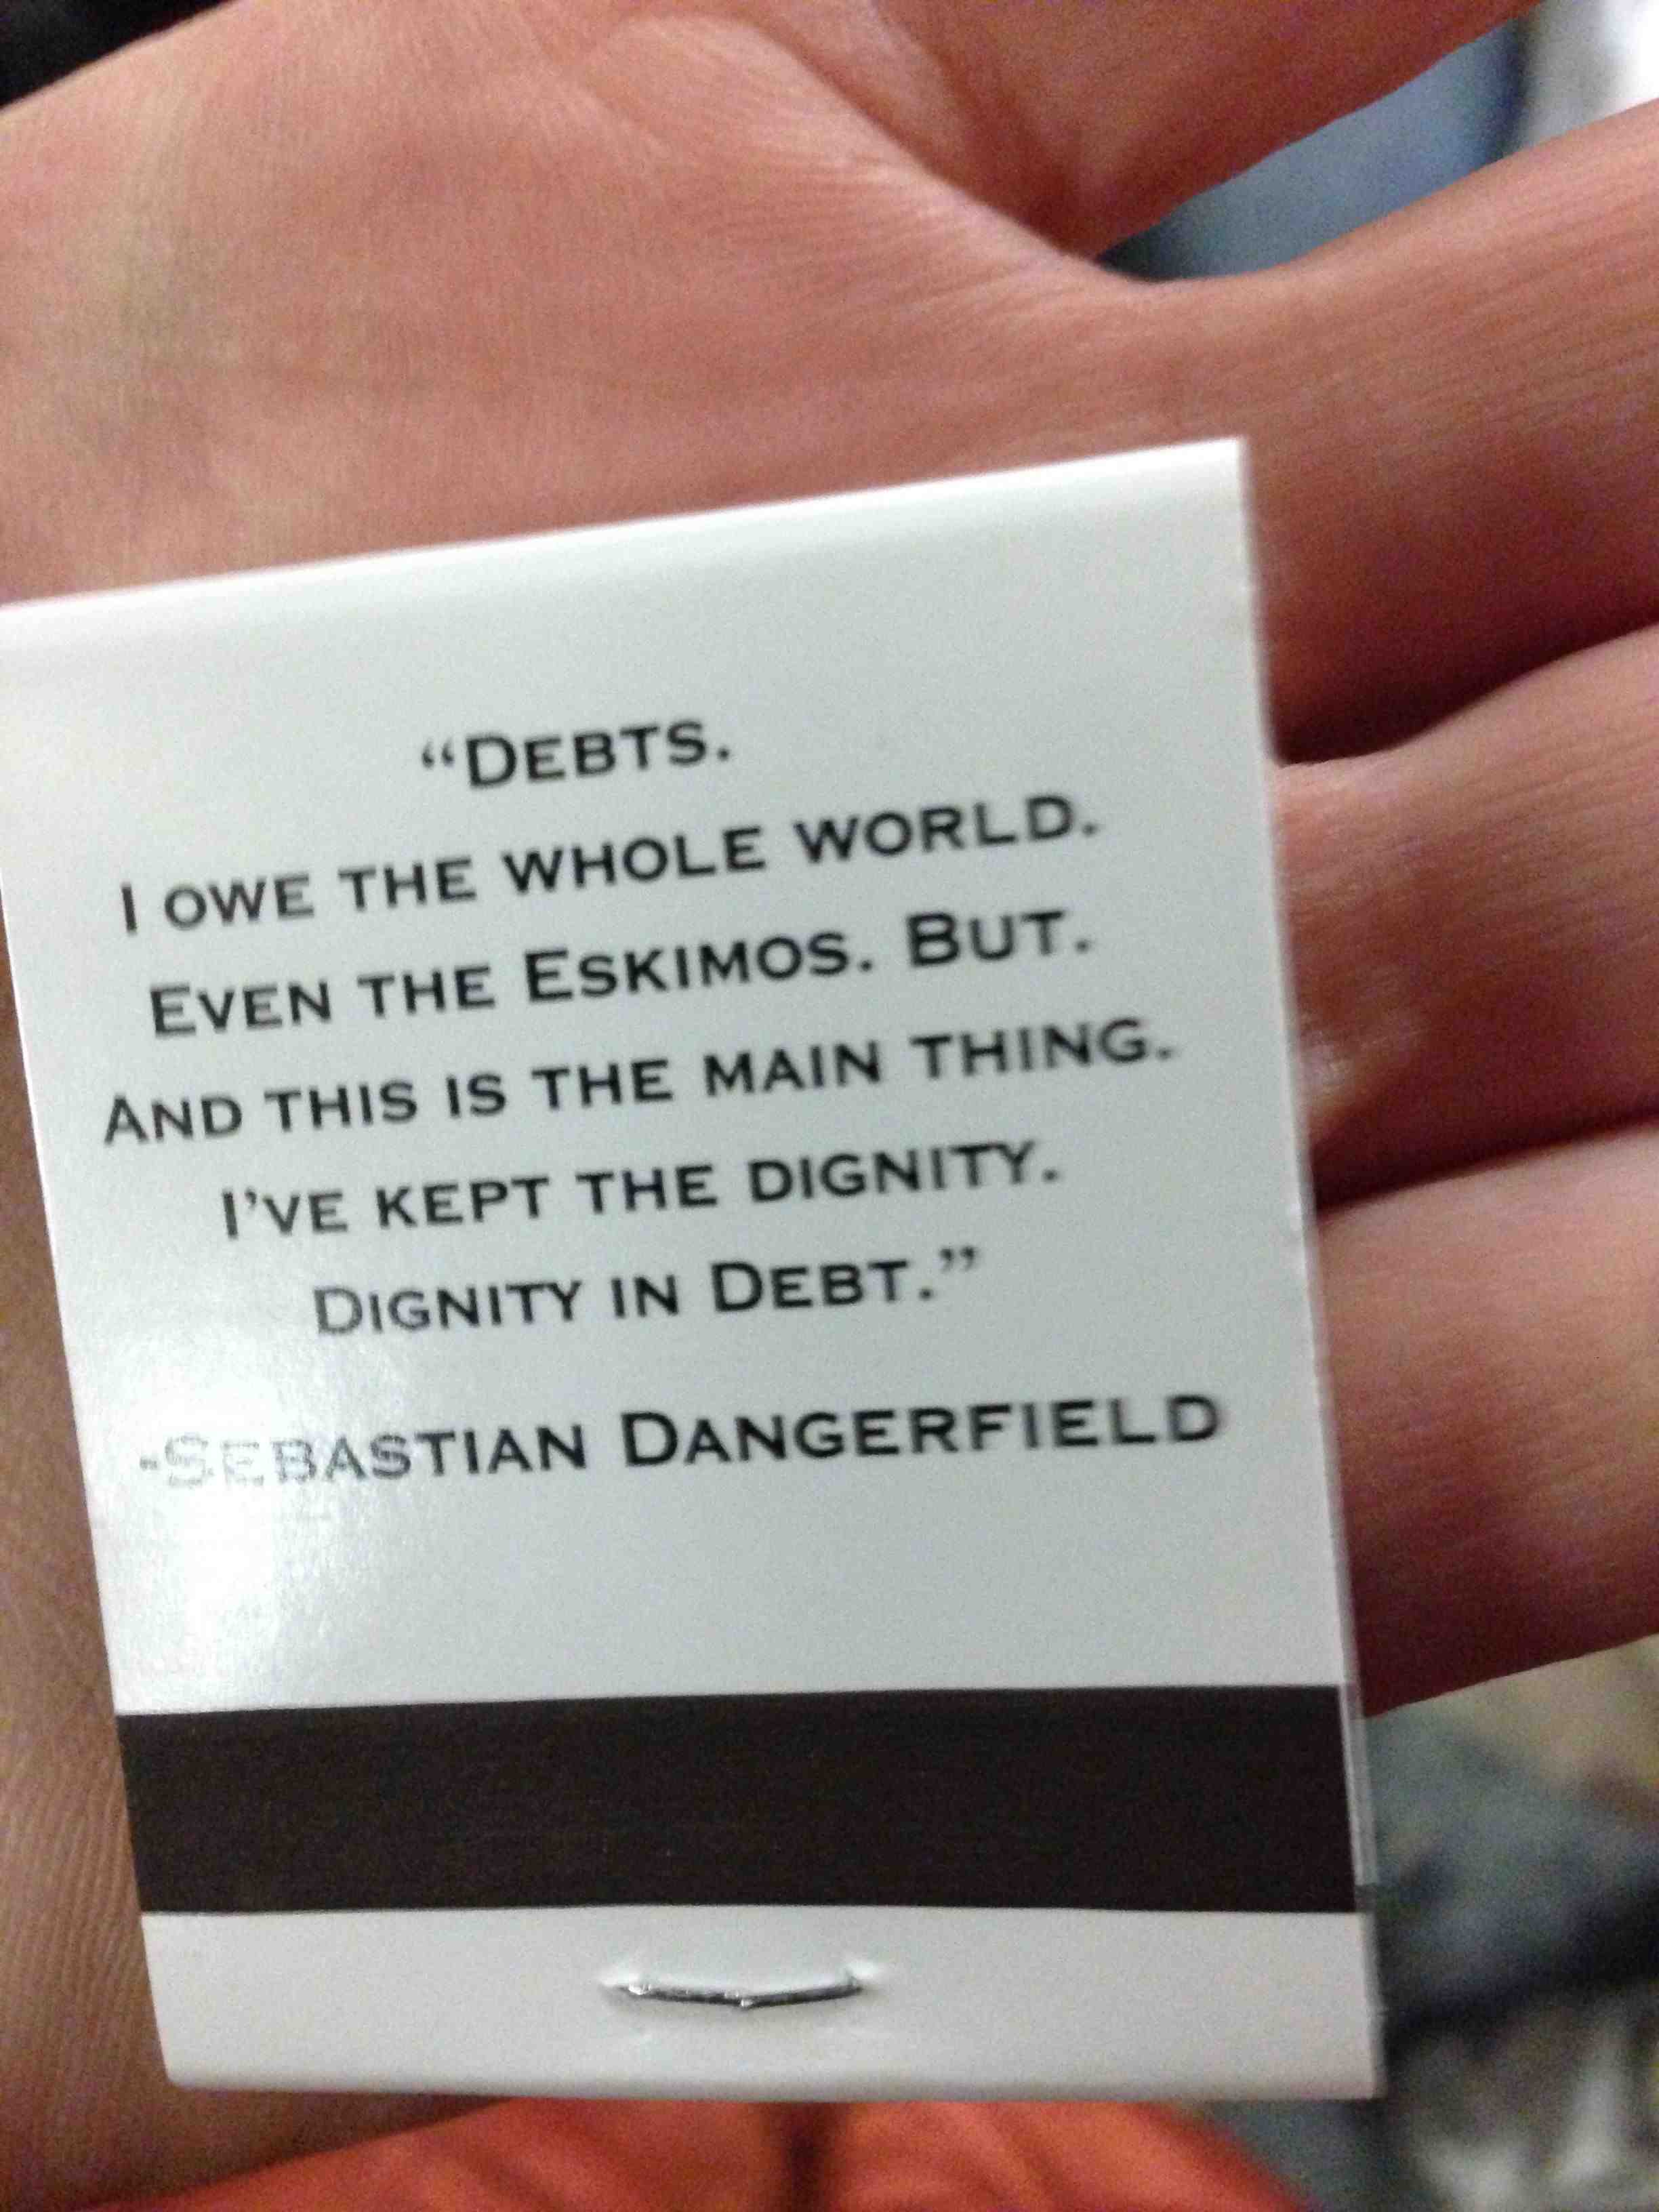 “Debts.
I owe the whole world.
Even the Eskimos. But.
And this is the main thing.
I’ve kept the dignity.
Dignity in Debt.”
-Sebastian Dangerfield